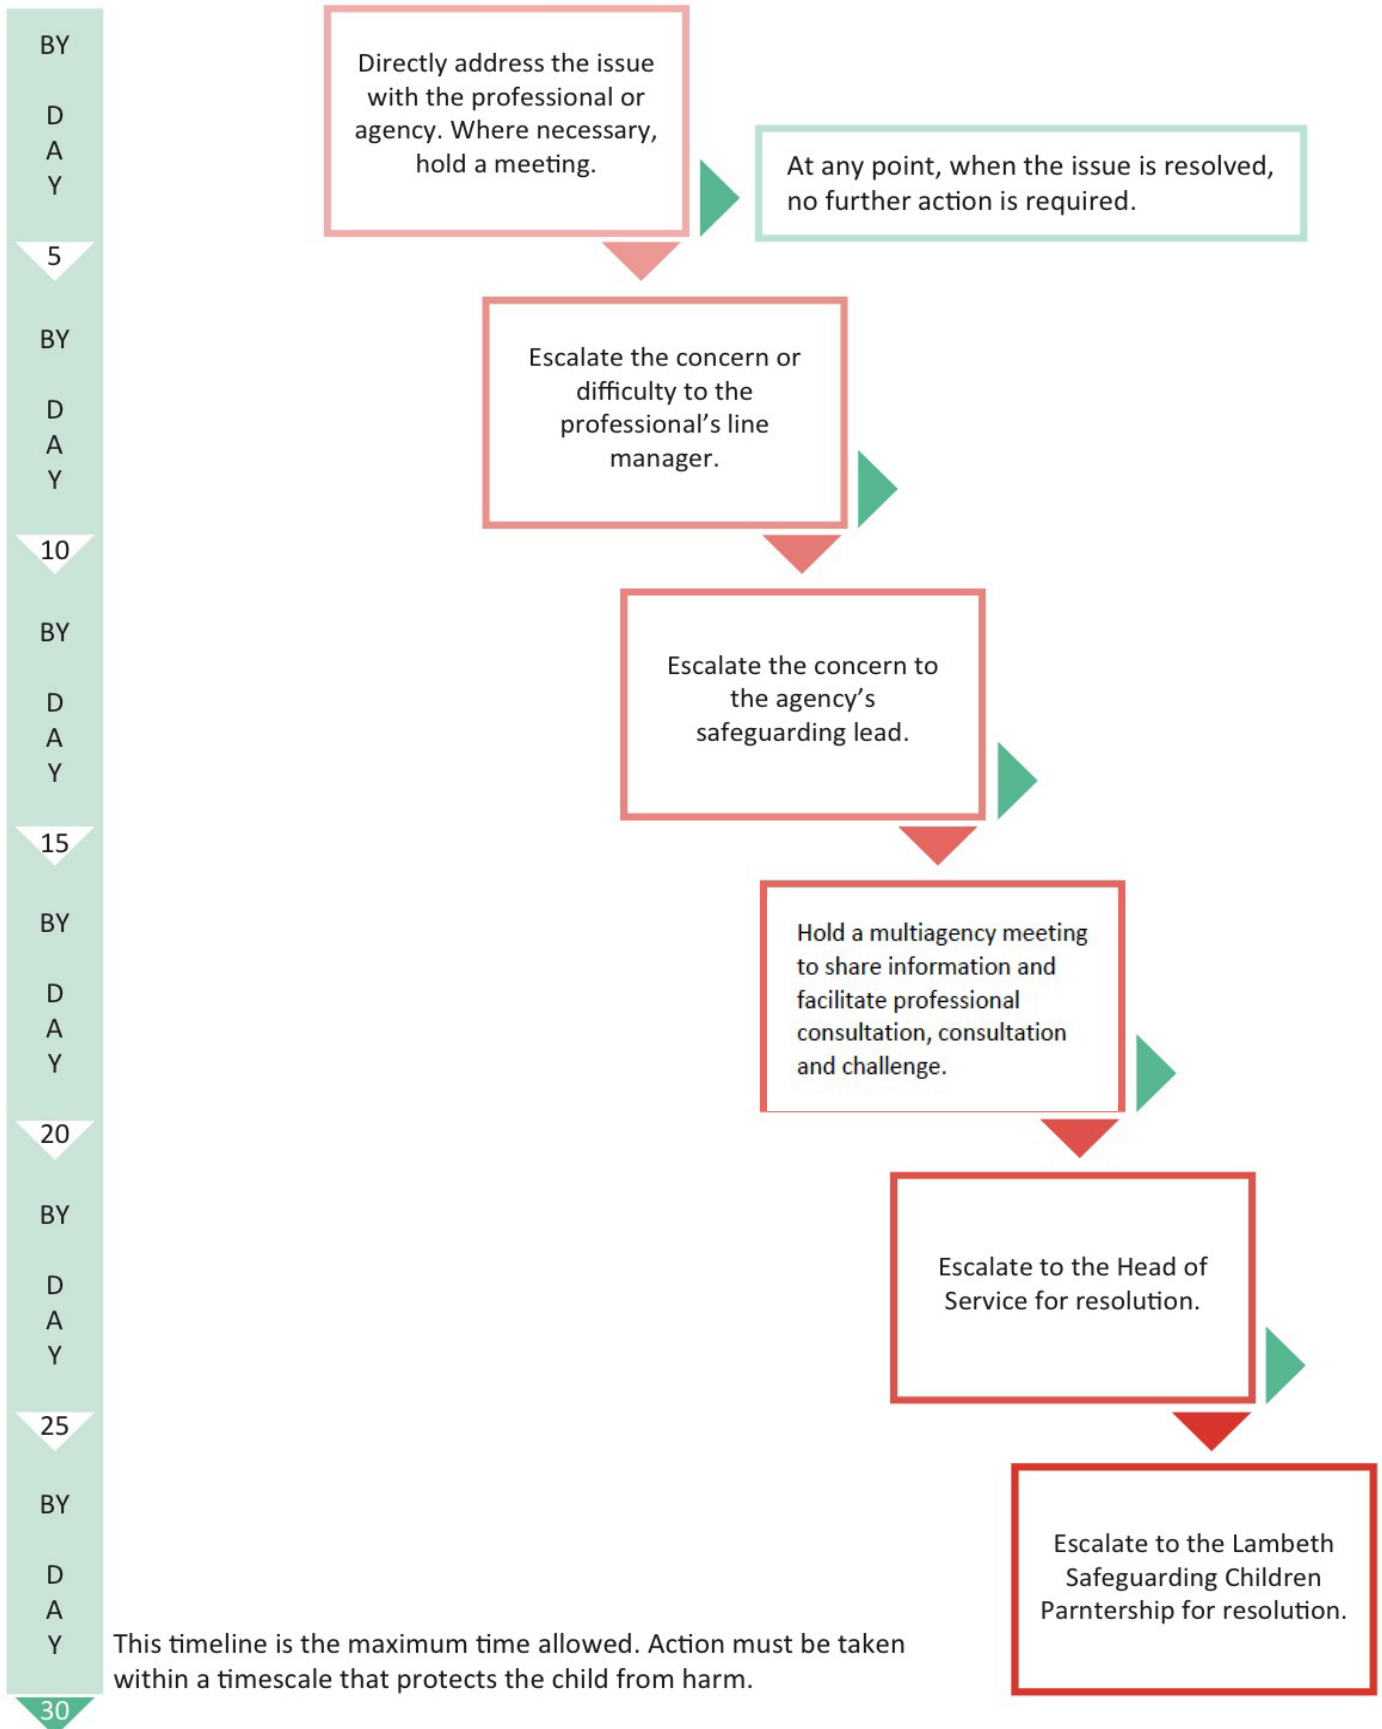 BY
D
A
Y
5
Directly address the issue
with the professional or
agency. Where necessary,
hold a meeting.
At any point, when the issue is resolved,
no further action is required.
BY
D
A
Y
10
Escalate the concern or
difficulty to the
professional’s line
manager.
BY
D
A
Y
15
Escalate the concern to
the agency’s
safeguarding lead.
BY
D
A
Y
20
Hold a multiagency meeting
to share information and
facilitate professional
consultation, consultation
and challenge.
BY
D
A
Y
25
Escalate to the Head of
Service for resolution.
BY
D
A
Y
30
Escalate to the Lambeth
Safeguarding Children
Parntership for resolution.
This timeline is the maximum time allowed. Action must be taken
within a timescale that protects the child from harm.